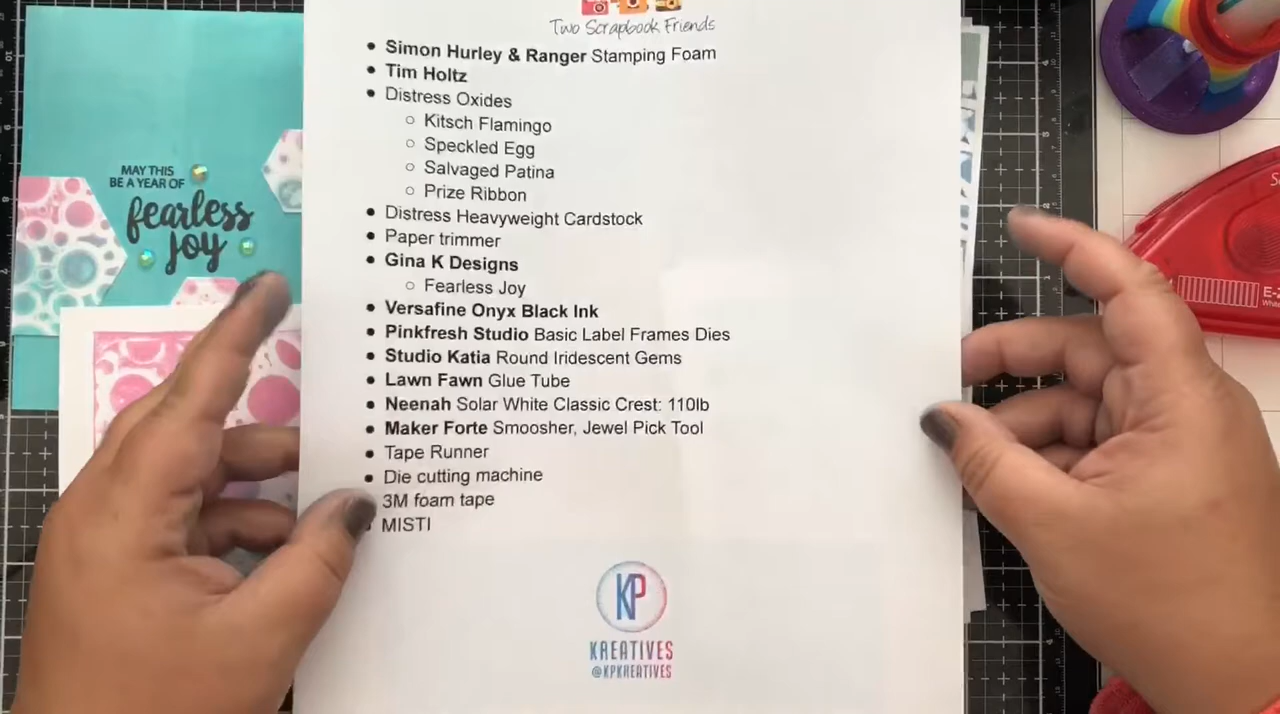 Two Scrapbook Friends
Simon Hurley & Ranger Stamping Foam
Tim Holtz
Distress Oxides
Kitsch Flamingo
Speckled Egg
Salvaged Patina
Prize Ribbon
Distress Heavyweight Cardstock
Paper trimmer
Gina K Designs
Fearless Joy
Versafine Onyx Black Ink
Pinkfresh Studio Basic Label Frames Dies
Studio Katia Round Iridescent Gems
Lawn Fawn Glue Tube
Neenah Solar White Classic Crest: 110lb
Maker Forte Smoosher, Jewel Pick Tool
Tape Runner
Die cutting machine
3M foam tape
MISTI
KP
KREATIVES
@KPKREATIVES
MAY THIS
BE A YEAR OF
fearless
joy